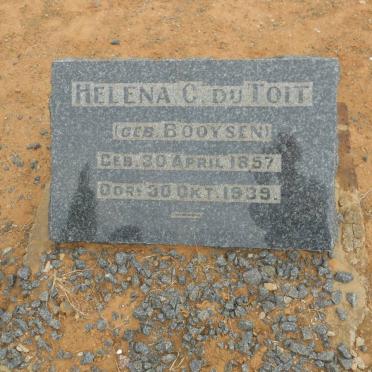 HELENA C. DU TOIT
(GEB. BOOYSEN)
GEB. 30 APRIL 1857
OORL. 30 OKT. 1939.